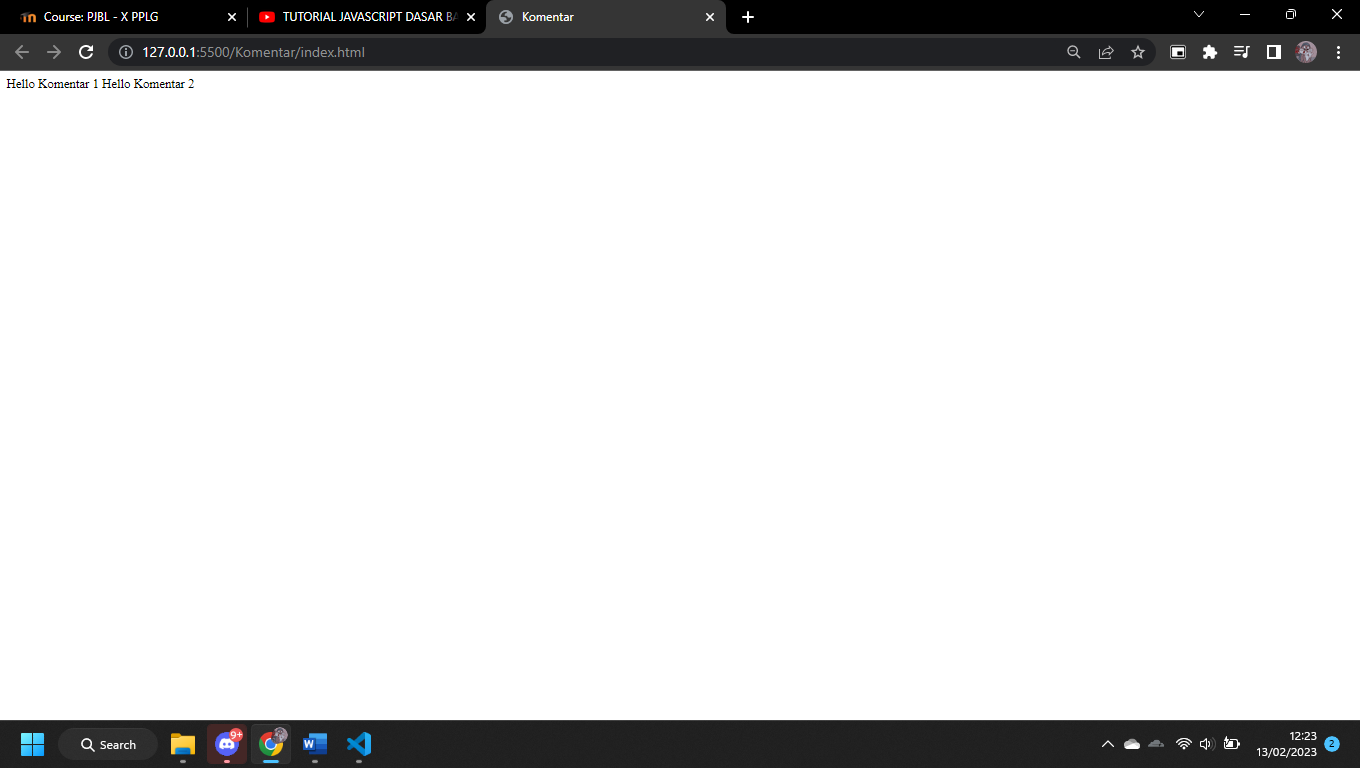 Course: PJBL - X PPLG
TUTORIAL JAVASCRIPT DASAR BA
Komentar
127.0.0.1:5500/Komentar/index.html
Hello Komentar 1 Hello Komentar 2
Search
9+
W
12:23
13/02/2023
2